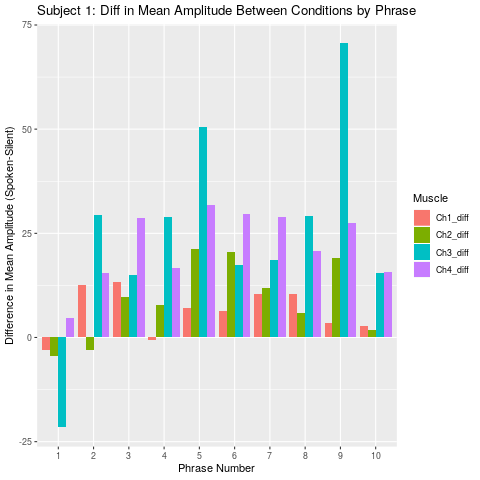 Subject 1: Diff in Mean Amplitude Between Conditions by Phrase
Difference in Mean Amplitude (Spoken-Silent)
75
50
25
0
-25
1 2 3 4 5 6 7 8 9 10
Phrase Number
Muscle
Ch1_diff
Ch2_diff
Ch3_diff
Ch4_diff